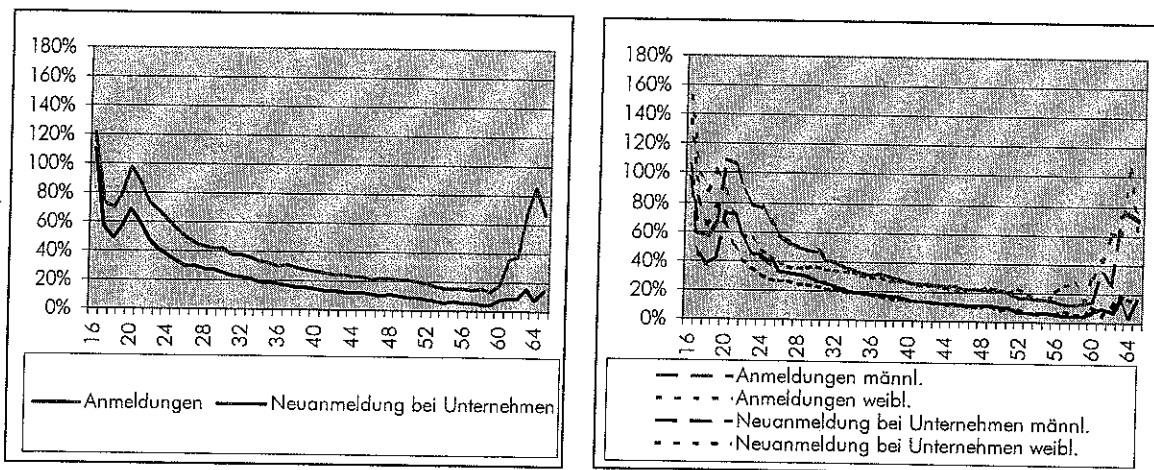 180%
160%
140%
120%
100%
80%
60%
40%
20%
0%
16 20 24 28 32 36 40 44 48 52 56 60 64
Anmeldungen Neuanmeldung bei Unternehmen
180%
160%
140%
120%
100%
80%
60%
40%
20%
0%
16 20 24 28 32 36 40 44 48 52 56 60 64
Anmeldungen männl.
Anmeldungen weibl.
Neuanmeldung bei Unternehmen männl.
Neuanmeldung bei Unternehmen weibl.